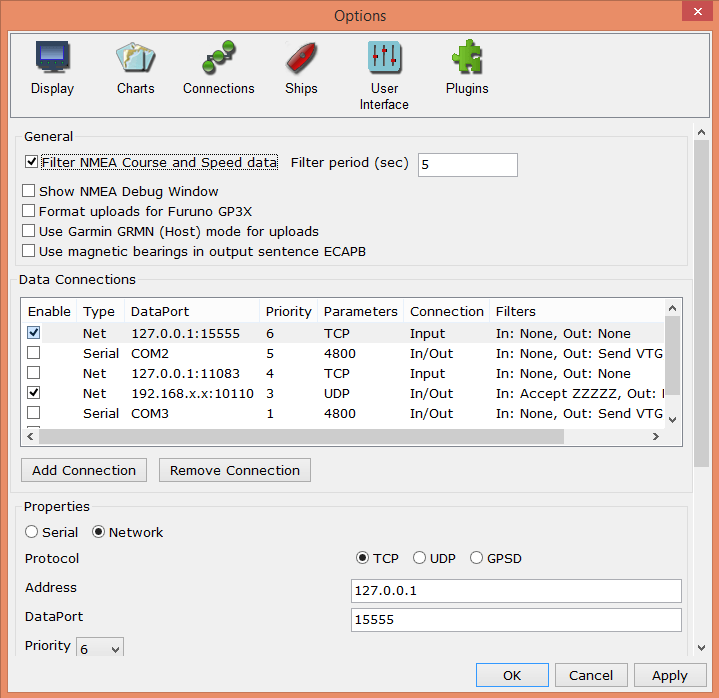 Options
Display Charts Connections Ships User Interface Plugins
General
Filter NMEA Course and Speed data Filter period (sec) 5
Show NMEA Debug Window
Format uploads for Furuno GP3X
Use Garmin GRMN (Host) mode for uploads
Use magnetic bearings in output sentence ECAPB
Data Connections
Enable Type DataPort Priority Parameters Connection Filters
Net 127.0.0.1:15555 6 TCP Input In: None, Out: None
Serial COM2 5 4800 In/Out In: None, Out: Send VTG
Net 127.0.0.1:11083 4 TCP Input In: None, Out: None
Net 192.168.x.x:10110 3 UDP In/Out In: Accept ZZZZZ, Out:
Serial COM3 1 4800 In/Out In: None, Out: Send VTG
Add Connection Remove Connection
Properties
Serial Network
Protocol TCP UDP GPSD
Address 127.0.0.1
DataPort 15555
Priority 6
OK Cancel Apply